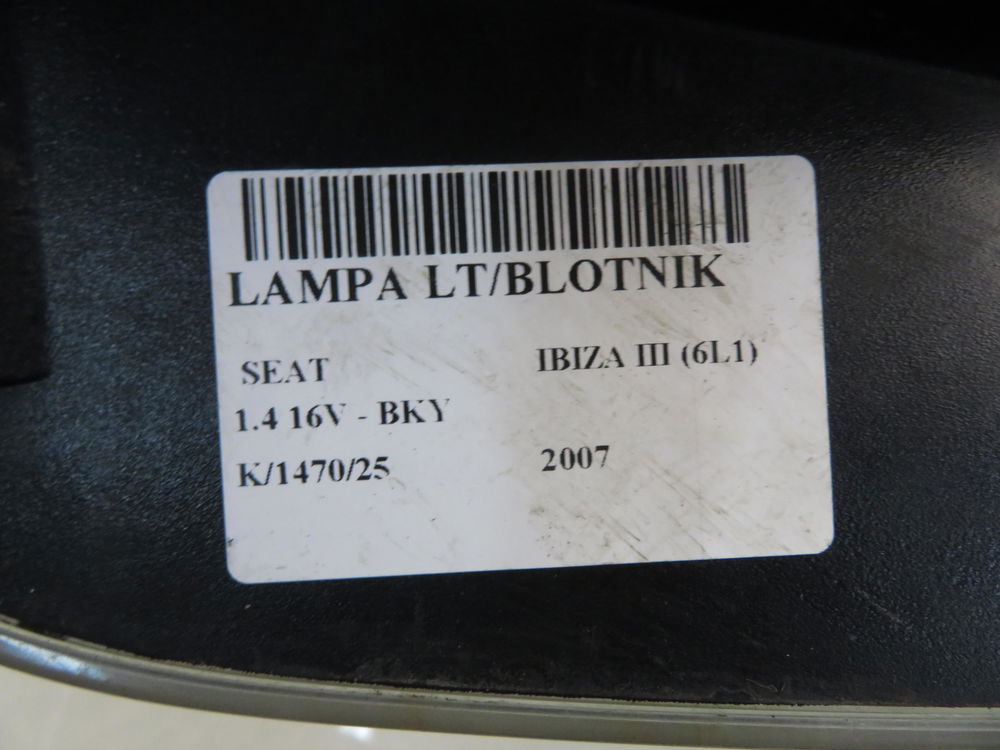 LAMPA LT/BLOTNIK
SEAT IBIZA III (6L1)
1.4 16V - BKY
K/1470/25 2007